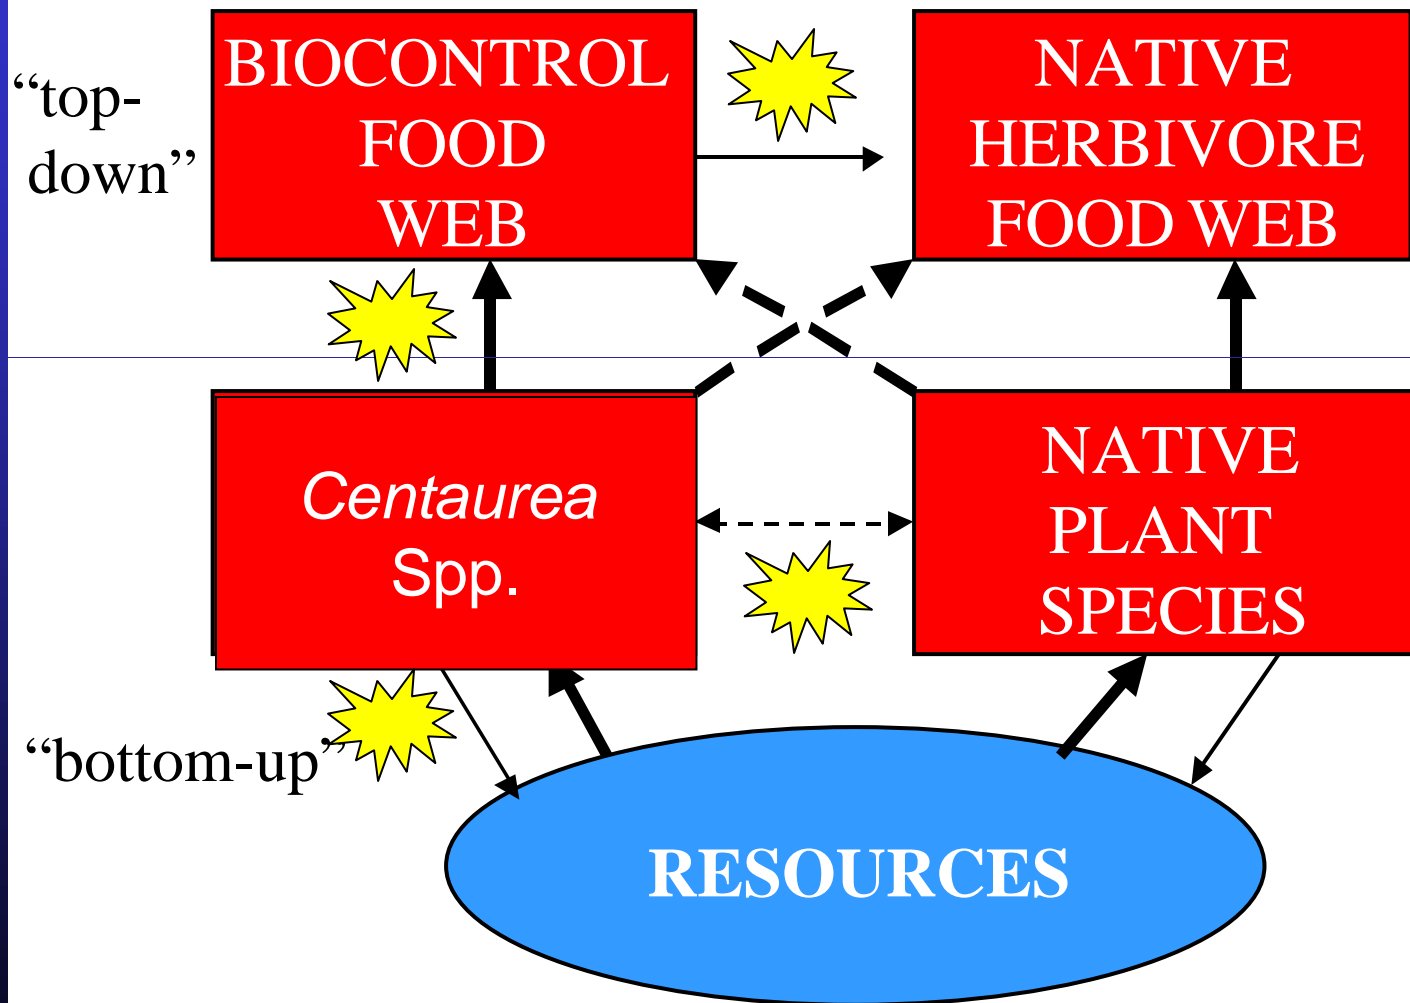 “top-
down”
BIOCONTROL
FOOD
WEB
NATIVE
HERBIVORE
FOOD WEB
Centaurea
Spp.
NATIVE
PLANT
SPECIES
“bottom-up”
RESOURCES